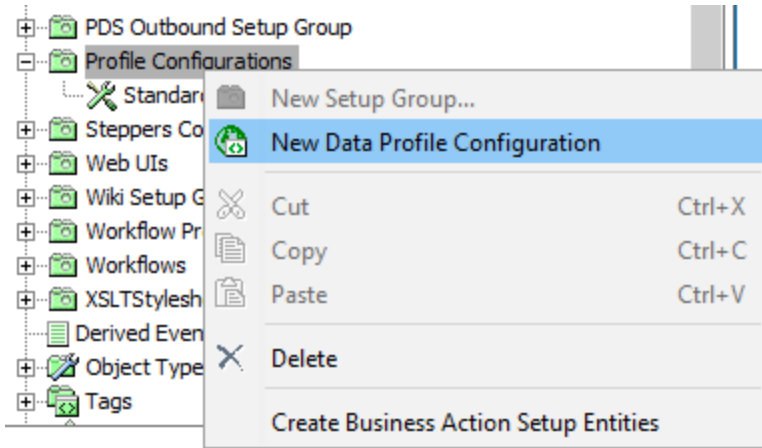 PDS Outbound Setup Group
Profile Configurations
Standar
Steppers Co
Web UIs
Wiki Setup G
Workflow Pr
Workflows
XSLTStylesh
Derived Even
Object Type
Tags
New Setup Group...
New Data Profile Configuration
Cut Ctrl+X
Copy Ctrl+C
Paste Ctrl+V
Delete
Create Business Action Setup Entities